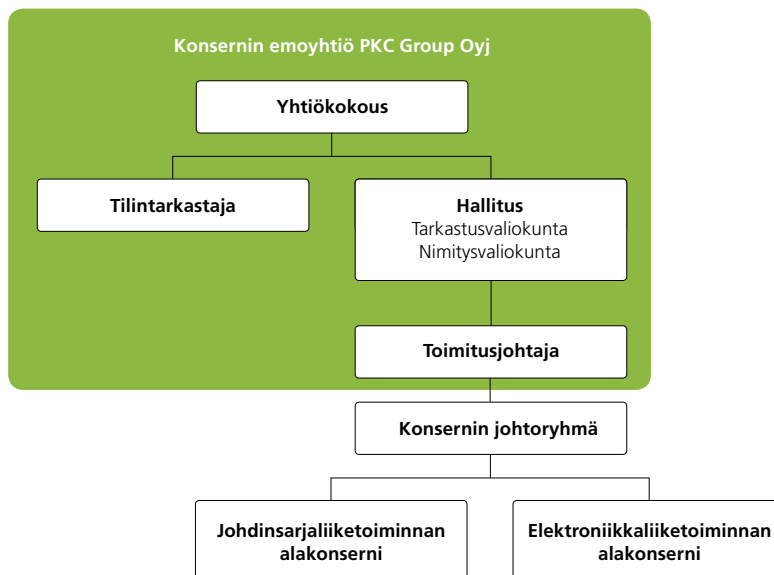 Konsernin emoyhtiö PKC Group Oyj
Yhtiökokous
Tilintarkastaja
Hallitus
Tarkastusvaliokunta
Nimitysvaliokunta
Toimitusjohtaja
Konsernin johtoryhmä
Johdinsarjaliiketoiminnan
alakonserni
Elektroniikkaliiketoiminnan
alakonserni